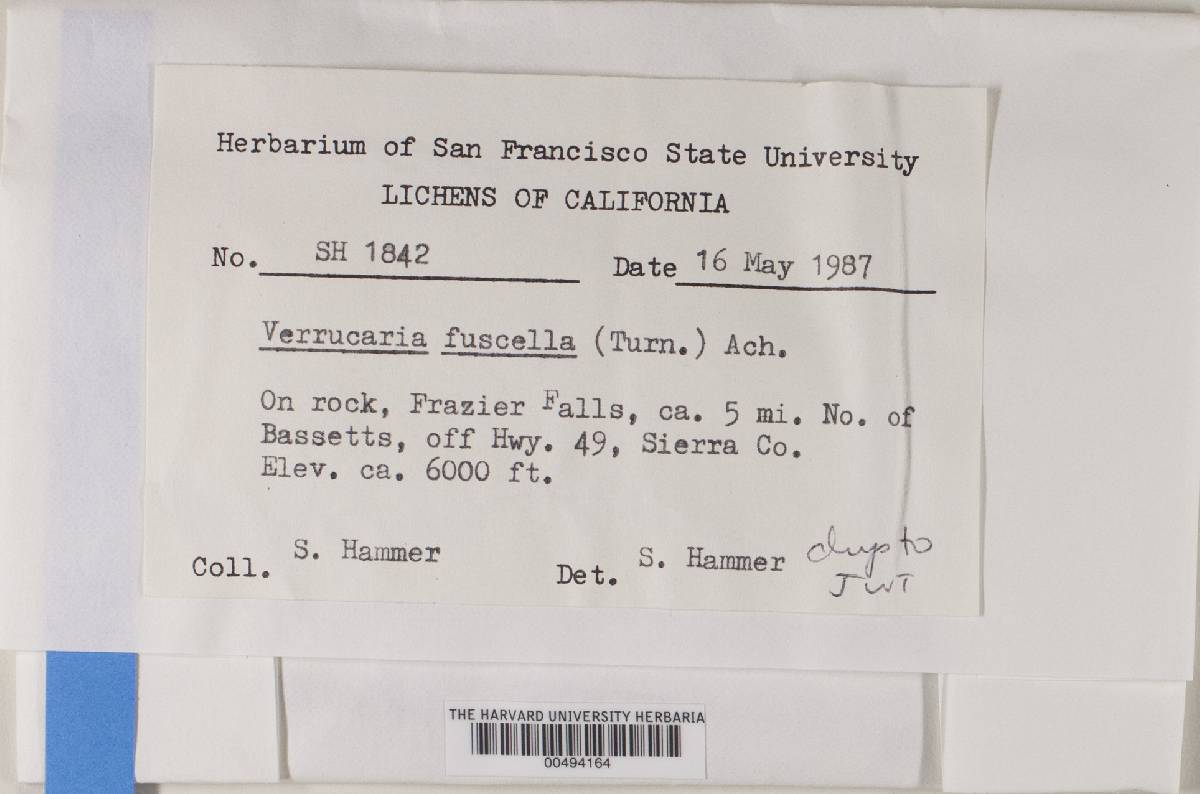 Herbarium of San Francisco State University
LICHENS OF CALIFORNIA
No. SH 1842 Date 16 May 1987
Verrucaria fuscella (Turn.) Ach.
On rock, Frazier Falls, ca. 5 mi. No. of
Bassetts, off Hwy. 49, Sierra Co.
Elev. ca. 6000 ft.
Coll. S. Hammer Det. S. Hammer dup to
JWT
THE HARVARD UNIVERSITY HERBARIA
00494164